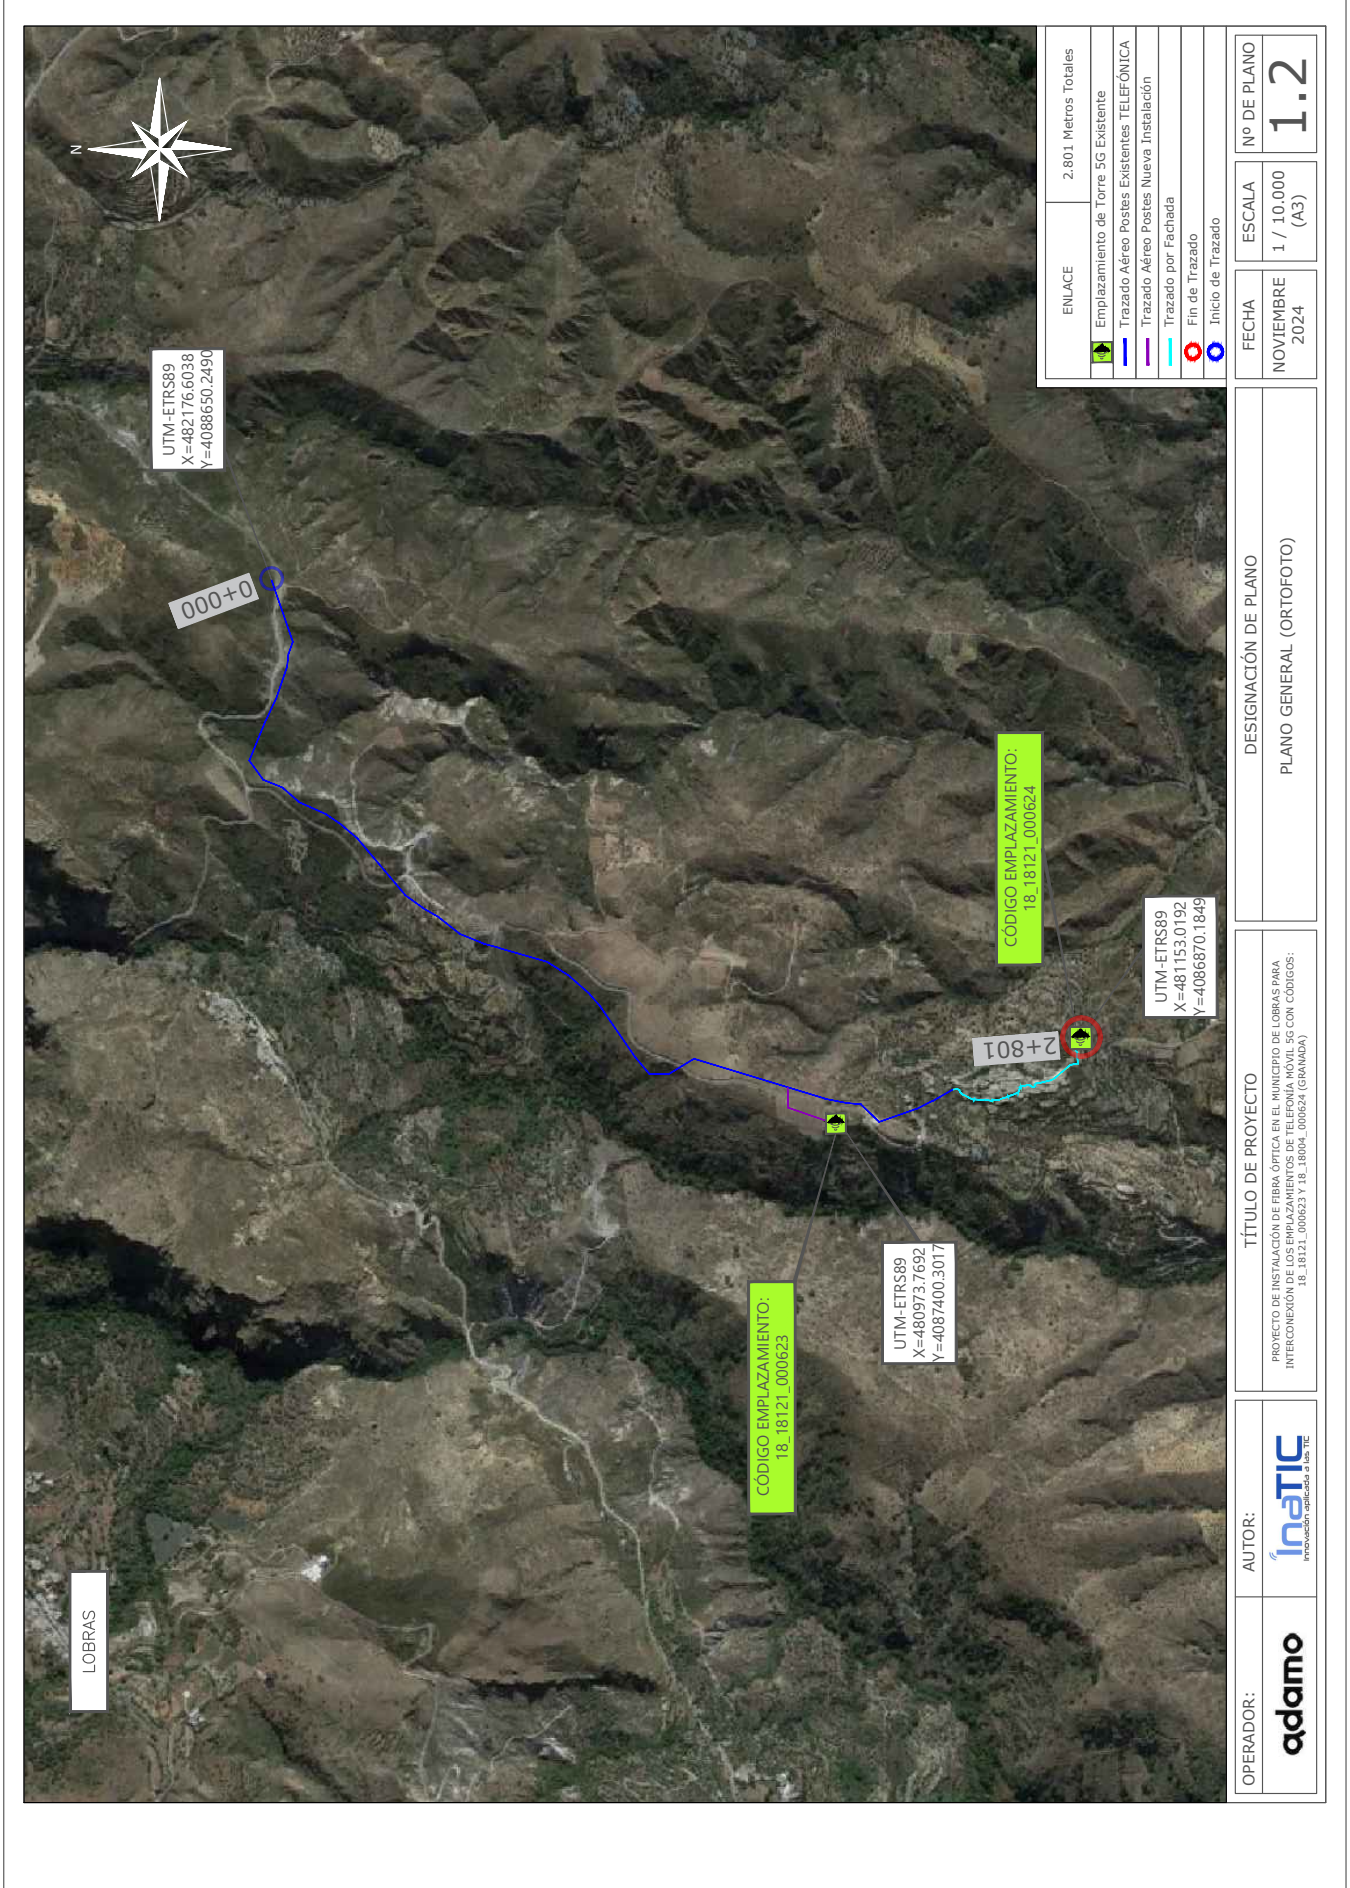 LOBRAS
N
UTM-ETRS89
X=482176.6038
Y=4088650.2490
0+000
CÓDIGO EMPLAZAMIENTO:
18_18121_000623
UTM-ETRS89
X=480973.7692
Y=4087400.3017
2+801
CÓDIGO EMPLAZAMIENTO:
18_18121_000624
UTM-ETRS89
X=481153.0192
Y=4086870.1849
ENLACE
2.801 Metros Totales
Emplazamiento de Torre 5G Existente
Trazado Aéreo Postes Existentes TELEFÓNICA
Trazado Aéreo Postes Nueva Instalación
Trazado por Fachada
Fin de Trazado
Inicio de Trazado
OPERADOR:
adamo
AUTOR:
InaTIC
Innovación aplicada a las TIC
TÍTULO DE PROYECTO
PROYECTO DE INSTALACIÓN DE FIBRA ÓPTICA EN EL MUNICIPIO DE LOBRAS PARA
INTERCONEXIÓN DE LOS EMPLAZAMIENTOS DE TELEFONÍA MÓVIL 5G CON CÓDIGOS:
18_18121_000623 Y 18_18004_000624 (GRANADA)
DESIGNACIÓN DE PLANO
PLANO GENERAL (ORTOFOTO)
FECHA
NOVIEMBRE
2024
ESCALA
1 / 10.000
(A3)
Nº DE PLANO
1.2